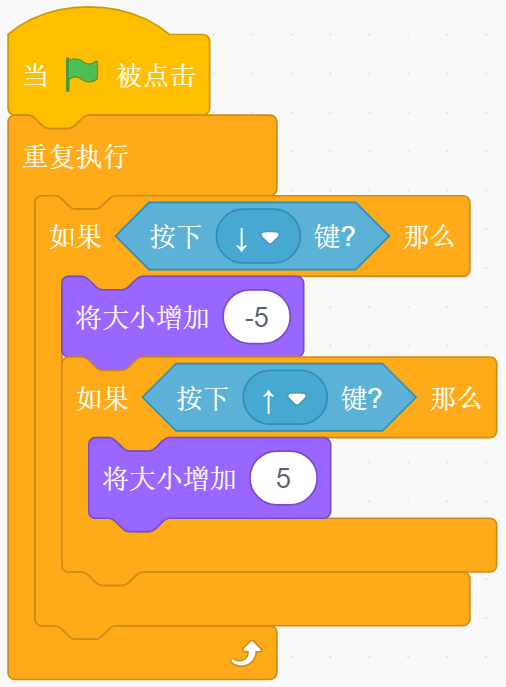 当 被点击
重复执行
如果 按下 ↓ 键? 那么
将大小增加 -5
如果 按下 ↑ 键? 那么
将大小增加 5